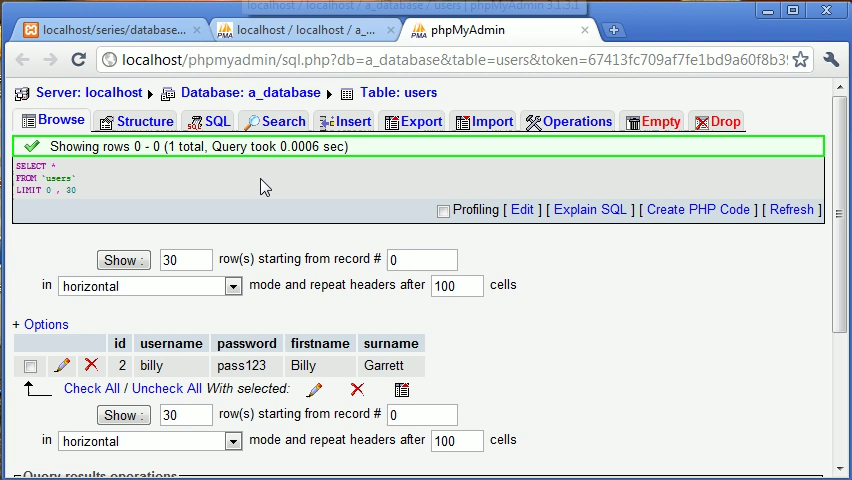 localhost / localhost / a_database / users | phpMyAdmin 3.1.3.1
localhost/series/database...
localhost / localhost / a_...
phpMyAdmin
localhost/phpmyadmin/sql.php?db=a_database&table=users&token=67413fc709af7fe1bd9a60f8b39
Server: localhost Database: a_database Table: users
Browse Structure SQL Search Insert Export Import Operations Empty Drop
Showing rows 0 - 0 (1 total, Query took 0.0006 sec)
SELECT *
FROM `users`
LIMIT 0 , 30
Profiling [ Edit ] [ Explain SQL ] [ Create PHP Code ] [ Refresh ]
Show : 30 row(s) starting from record # 0
in horizontal mode and repeat headers after 100 cells
+ Options
id username password firstname surname
2 billy pass123 Billy Garrett
Check All / Uncheck All With selected:
Show : 30 row(s) starting from record # 0
in horizontal mode and repeat headers after 100 cells
Query results operations